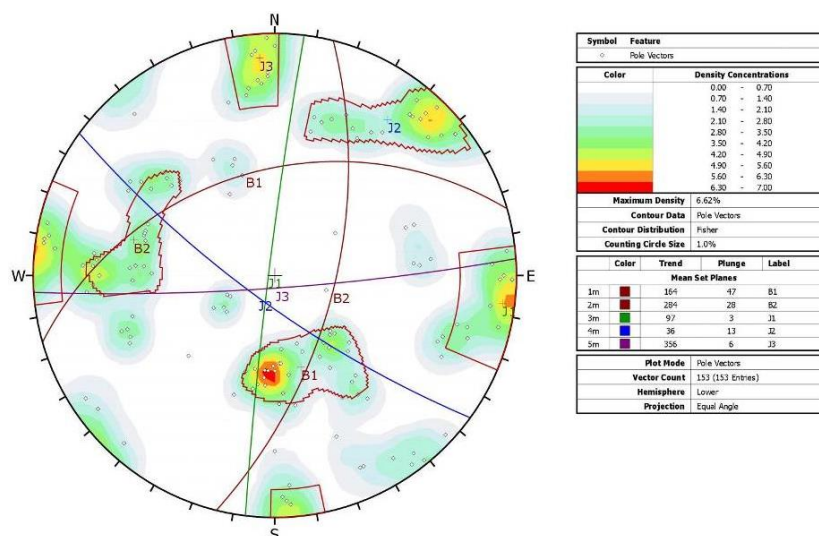 N
J3
J2
B1
B2
W
E
J1
J3
J2
B2
J1
B1
S
Symbol Feature
Pole Vectors
Color Density Concentrations
0.00 - 0.70
0.70 - 1.40
1.40 - 2.10
2.10 - 2.80
2.80 - 3.50
3.50 - 4.20
4.20 - 4.90
4.90 - 5.60
5.60 - 6.30
6.30 - 7.00
Maximum Density 6.62%
Contour Data Pole Vectors
Contour Distribution Fisher
Counting Circle Size 1.0%
Color Trend Plunge Label
Mean Set Planes
1m 164 47 B1
2m 284 28 B2
3m 97 3 J1
4m 36 13 J2
5m 356 6 J3
Plot Mode Pole Vectors
Vector Count 153 (153 Entries)
Hemisphere Lower
Projection Equal Angle